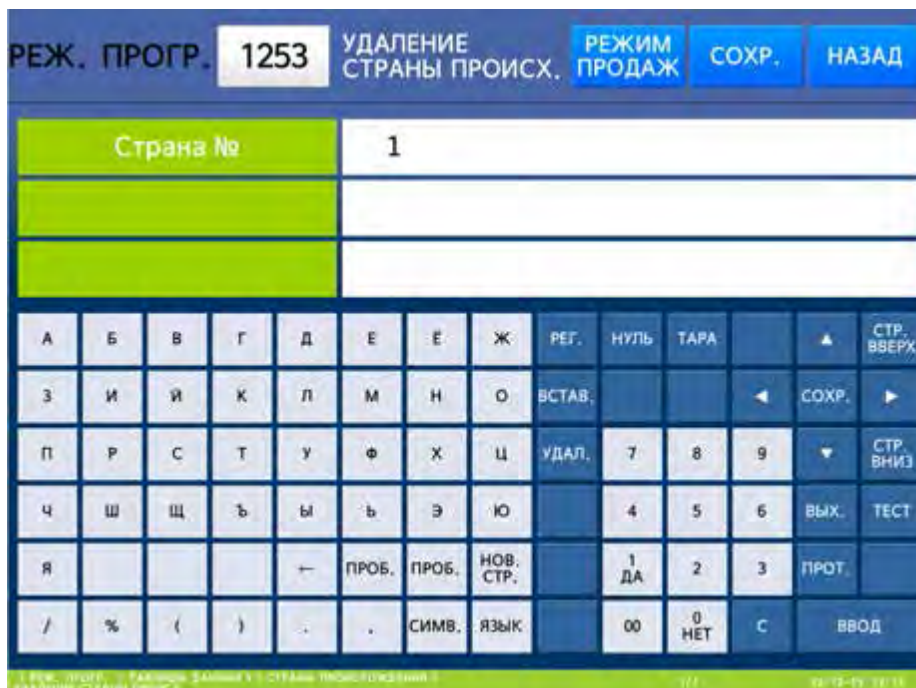 РЕЖ. ПРОГР. 1253 УДАЛЕНИЕ СТРАНЫ ПРОИСХ. РЕЖИМ ПРОДАЖ СОХР. НАЗАД
Страна № 1
А Б В Г Д Е Ё Ж РЕГ. НУЛЬ ТАРА ▲ СТР. ВВЕРХ
З И Й К Л М Н О ВСТАВ. ◀ СОХР. ▶
П Р С Т У Ф Х Ц УДАЛ. 7 8 9 ▼ СТР. ВНИЗ
Ч Ш Щ Ъ Ы Ь Э Ю 4 5 6 ВЫХ. ТЕСТ
Я ← ПРОБ. ПРОБ. НОВ. СТР. 1 ДА 2 3 ПРОТ.
/ % ( ) . , СИМВ. ЯЗЫК 00 0 НЕТ С ВВОД